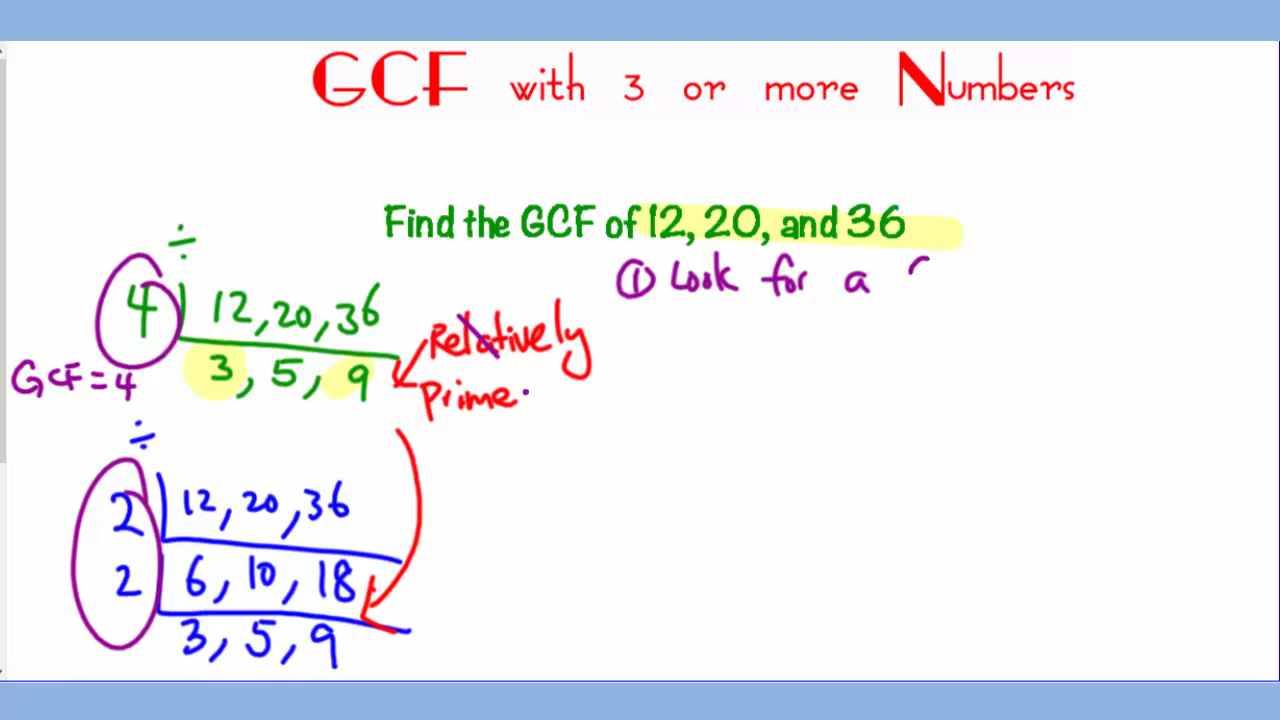 GCF with 3 or more Numbers
Find the GCF of 12, 20, and 36
① Look for a
÷
4 12, 20, 36
3, 5, 9
GCF = 4
Relatively
Prime
÷
2 12, 20, 36
2 6, 10, 18
3, 5, 9